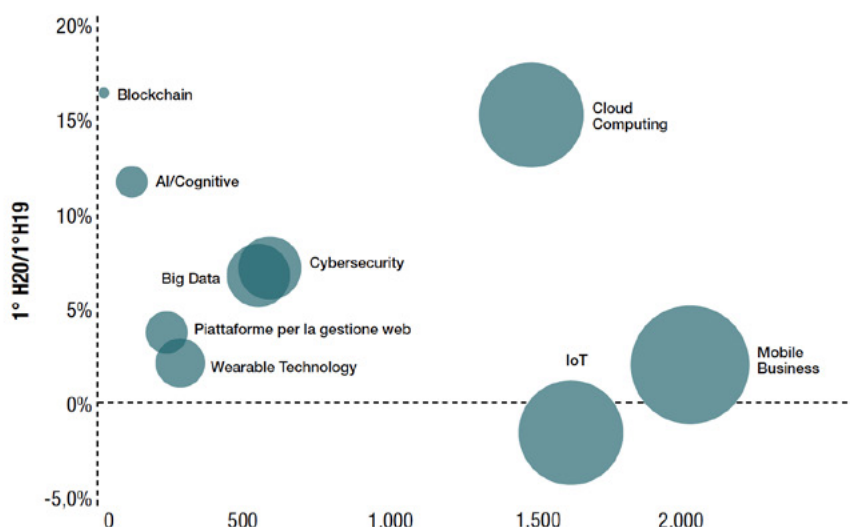 20%
Blockchain
15%
Cloud
Computing
AI/Cognitive
10%
Cybersecurity
Big Data
5%
Piattaforme per la gestione web
Wearable Technology
IoT
Mobile
Business
0%
-5,0%
0
500
1.000
1.500
2.000
1° H20/1°H19